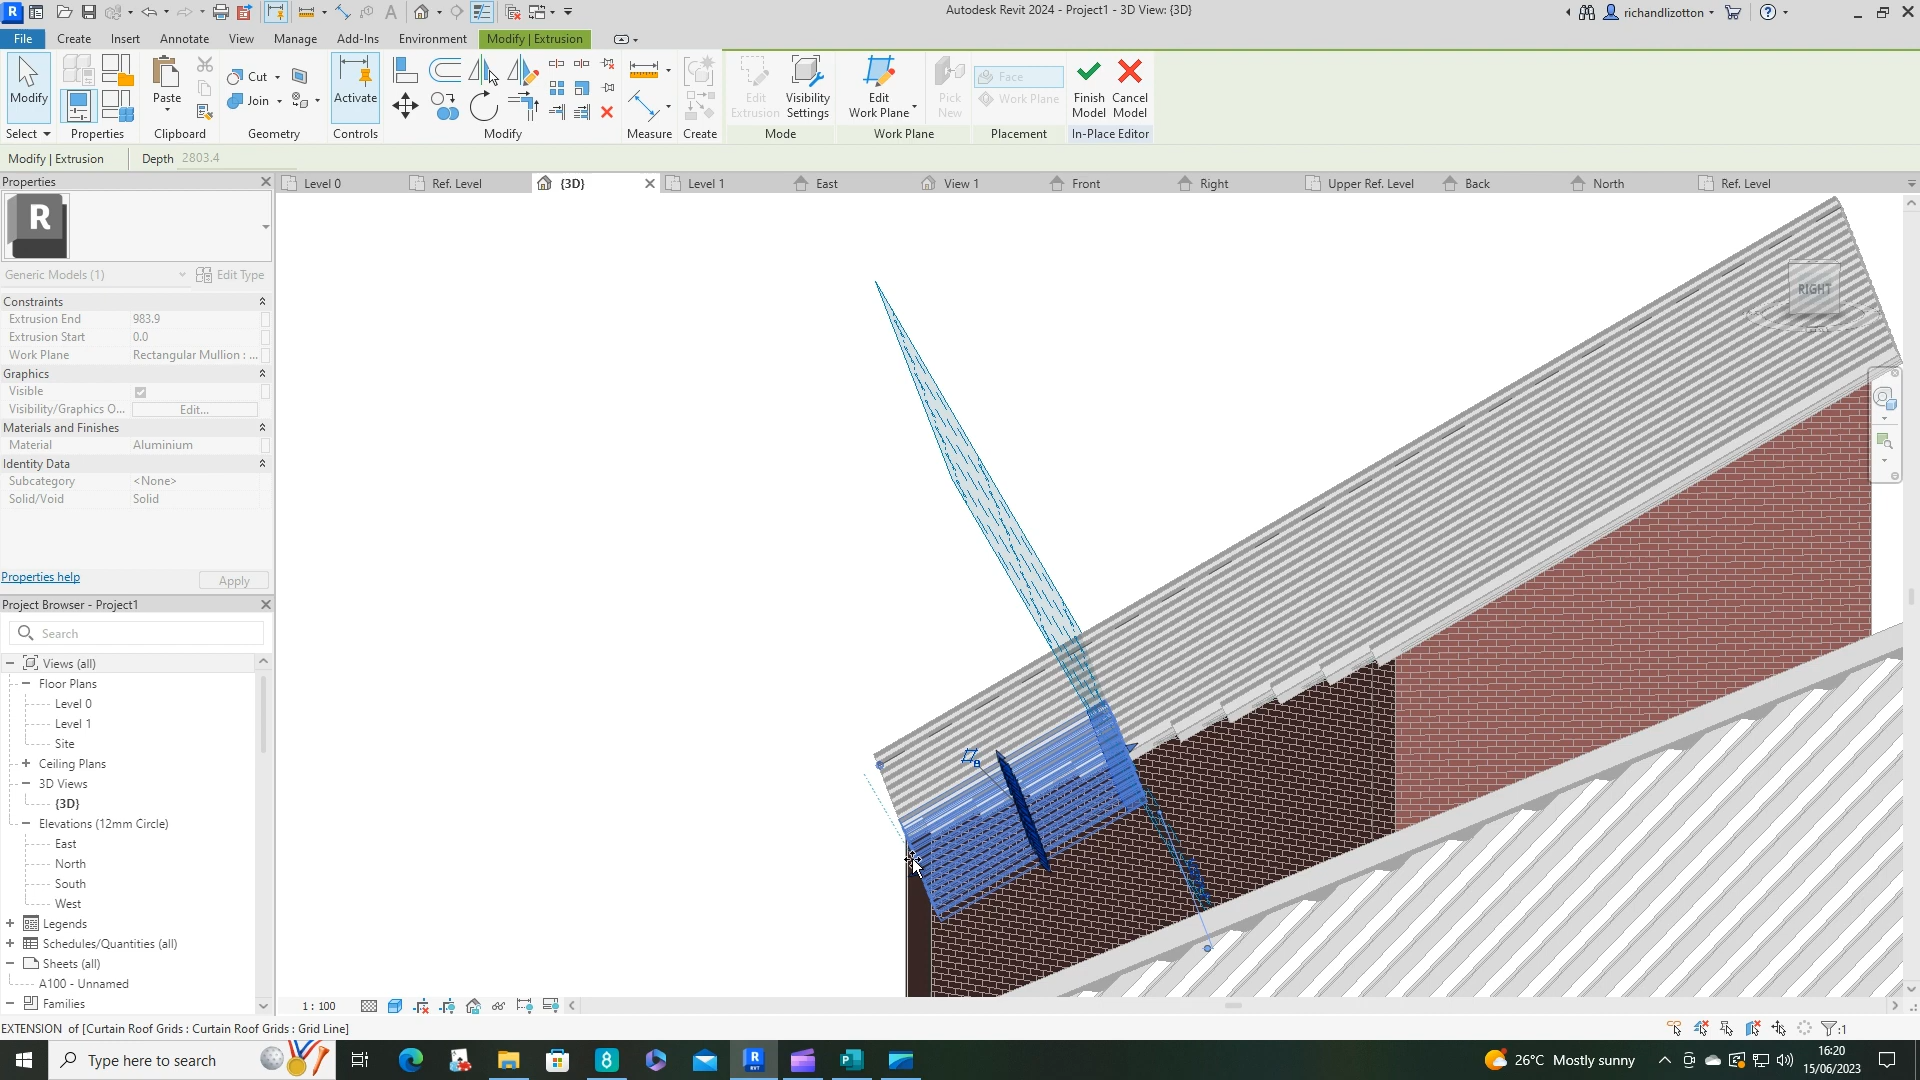 R
Autodesk Revit 2024 - Project1 - 3D View: {3D}
richandlizotton
File
Create
Insert
Annotate
View
Manage
Add-Ins
Environment
Modify | Extrusion
Modify
Select
Properties
Paste
Clipboard
Cut
Join
Geometry
Activate
Controls
Modify
Measure
Create
Edit
Extrusion
Visibility
Settings
Mode
Edit
Work Plane
Work Plane
Pick
New
Face
Work Plane
Placement
Finish
Model
Cancel
Model
In-Place Editor
Modify | Extrusion
Depth 2803.4
Properties
Level 0
Ref. Level
{3D}
Level 1
East
View 1
Front
Right
Upper Ref. Level
Back
North
Ref. Level
R
Generic Models (1)
Edit Type
Constraints
Extrusion End 983.9
Extrusion Start 0.0
Work Plane Rectangular Mullion : ...
Graphics
Visible
Visibility/Graphics O... Edit...
Materials and Finishes
Material Aluminium
Identity Data
Subcategory <None>
Solid/Void Solid
Properties help
Apply
RIGHT
Project Browser - Project1
Search
Views (all)
Floor Plans
Level 0
Level 1
Site
Ceiling Plans
3D Views
{3D}
Elevations (12mm Circle)
East
North
South
West
Legends
Schedules/Quantities (all)
Sheets (all)
A100 - Unnamed
Families
1 : 100
EXTENSION of [Curtain Roof Grids : Curtain Roof Grids : Grid Line]
:1
Type here to search
26°C Mostly sunny
16:20
15/06/2023